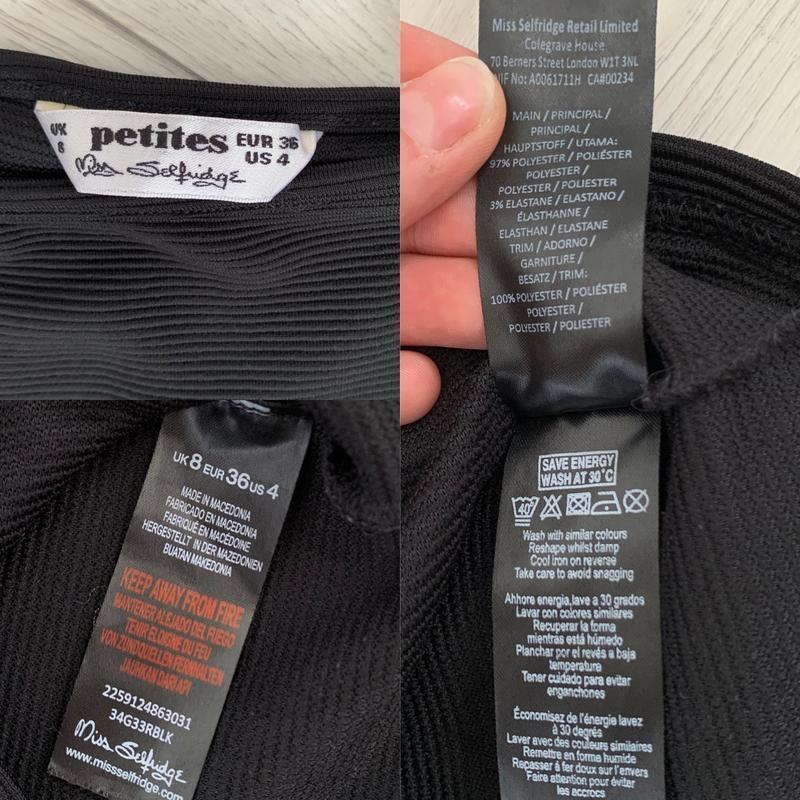 UK
8
petites
EUR 36
US 4
Miss Selfridge
Miss Selfridge Retail Limited
Colegrave House
70 Berners Street London W1T 3NL
NIF No: A0061711H CA#00234
MAIN / PRINCIPAL /
PRINCIPAL /
HAUPTSTOFF / UTAMA:
97% POLYESTER / POLIÉSTER
POLYESTER /
POLYESTER / POLIESTER
3% ELASTANE / ELASTANO /
ÉLASTHANNE /
ELASTHAN / ELASTANE
TRIM / ADORNO /
GARNITURE /
BESATZ / TRIM:
100% POLYESTER / POLIÉSTER
POLYESTER /
POLYESTER / POLIESTER
UK 8 EUR 36 US 4
MADE IN MACEDONIA
FABRICADO EN MACEDONIA
FABRIQUÉ EN MACÉDOINE
HERGESTELLT IN DER MAZEDONIEN
BUATAN MAKEDONIA
KEEP AWAY FROM FIRE
MANTENER ALEJADO DEL FUEGO
TENIR ELOIGNE DU FEU
VON ZUNDQUELLEN FERNHALTEN
JAUHKAN DARI API
2259124863031
34G33RBLK
Miss Selfridge
www.missselfridge.com
SAVE ENERGY
WASH AT 30°C
40°
Wash with similar colours
Reshape whilst damp
Cool iron on reverse
Take care to avoid snagging
Ahhore energia,lave a 30 grados
Lavar con colores similares
Recuperar la forma
mientras está húmedo
Planchar por el revés a baja
temperature
Tener cuidado para evitar
enganchones
Économisez de l'énergie lavez
à 30 degrés
Laver avec des couleurs similaires
Remettre en forme humide
Repasser à fer doux sur l'envers
Faire attention pour éviter
les accrocs